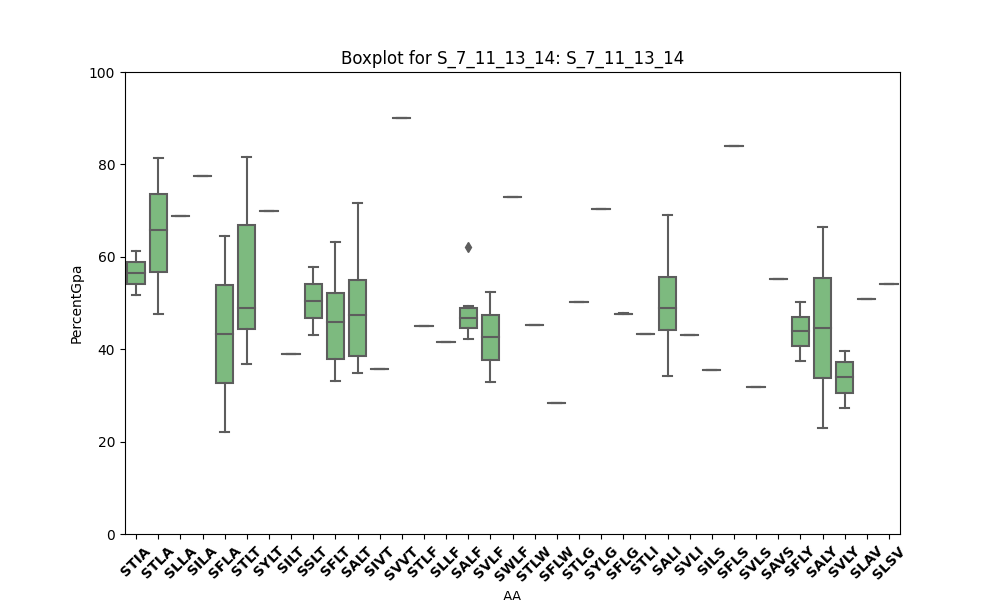 Boxplot for S_7_11_13_14: S_7_11_13_14
100
80
60
40
20
0
PercentGpa
STIA STLA SLLA SILA SFLA STLT SYLT SILT SSLT SFLT SALT SIVT SVVT STLF SLLF SALF SVLF SWLF STLW SFLW STLG SYLG SFLG STLI SALI SVLI SILS SFLS SVLS SAVS SFLY SALY SVLY SLAV SLSV
AA